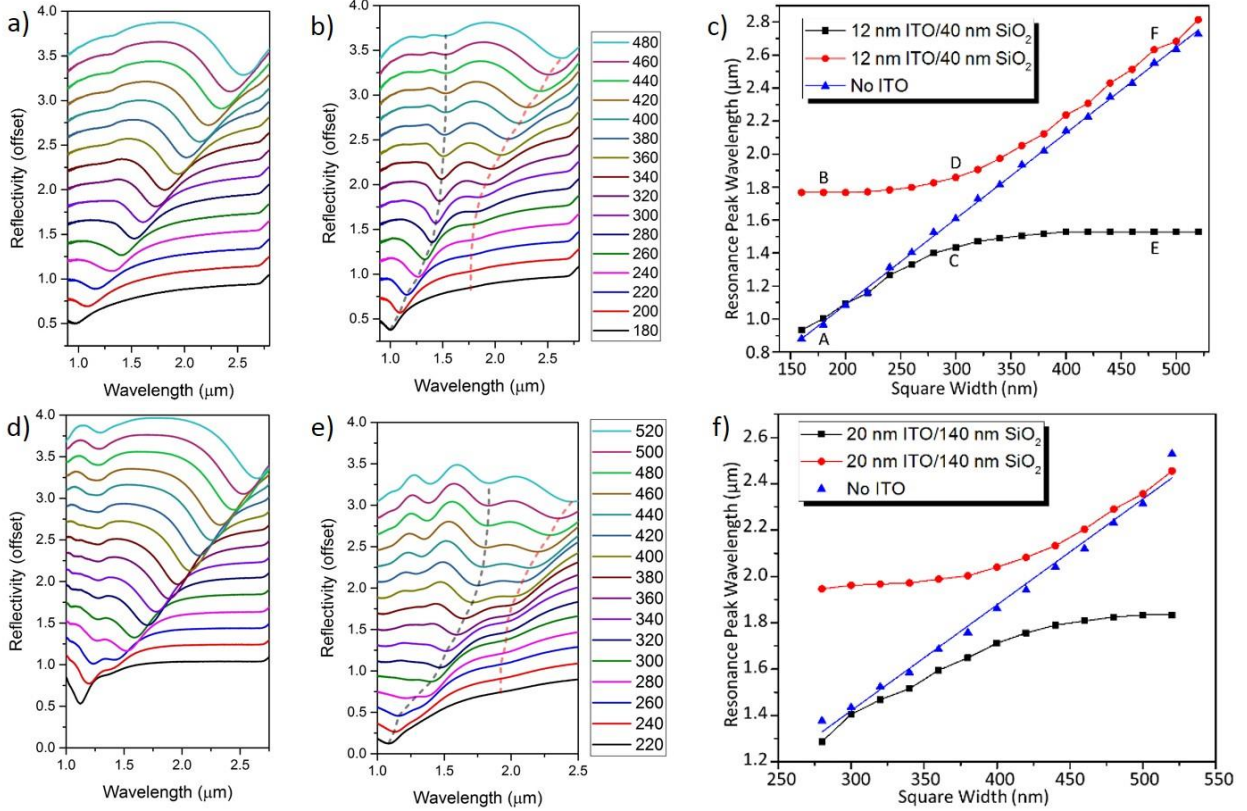 a)
4.0
3.5
3.0
2.5
2.0
1.5
1.0
0.5
Reflectivity (offset)
1.0 1.5 2.0 2.5
Wavelength (μm)
b)
4.0
3.5
3.0
2.5
2.0
1.5
1.0
0.5
Reflectivity (offset)
1.0 1.5 2.0 2.5
Wavelength (μm)
480
460
440
420
400
380
360
340
320
300
280
260
240
220
200
180
c)
12 nm ITO/40 nm SiO₂
12 nm ITO/40 nm SiO₂
No ITO
2.8
2.6
2.4
2.2
2.0
1.8
1.6
1.4
1.2
1.0
0.8
Resonance Peak Wavelength (μm)
F
B
D
C
E
A
150 200 250 300 350 400 450 500
Square Width (nm)
d)
4.0
3.5
3.0
2.5
2.0
1.5
1.0
0.5
0.0
Reflectivity (offset)
1.0 1.5 2.0 2.5
Wavelength (μm)
e)
4.0
3.5
3.0
2.5
2.0
1.5
1.0
0.5
0.0
Reflectivity (offset)
1.0 1.5 2.0 2.5
Wavelength (μm)
520
500
480
460
440
420
400
380
360
340
320
300
280
260
240
220
f)
20 nm ITO/140 nm SiO₂
20 nm ITO/140 nm SiO₂
No ITO
2.6
2.4
2.2
2.0
1.8
1.6
1.4
1.2
Resonance Peak Wavelength (μm)
250 300 350 400 450 500 550
Square Width (nm)